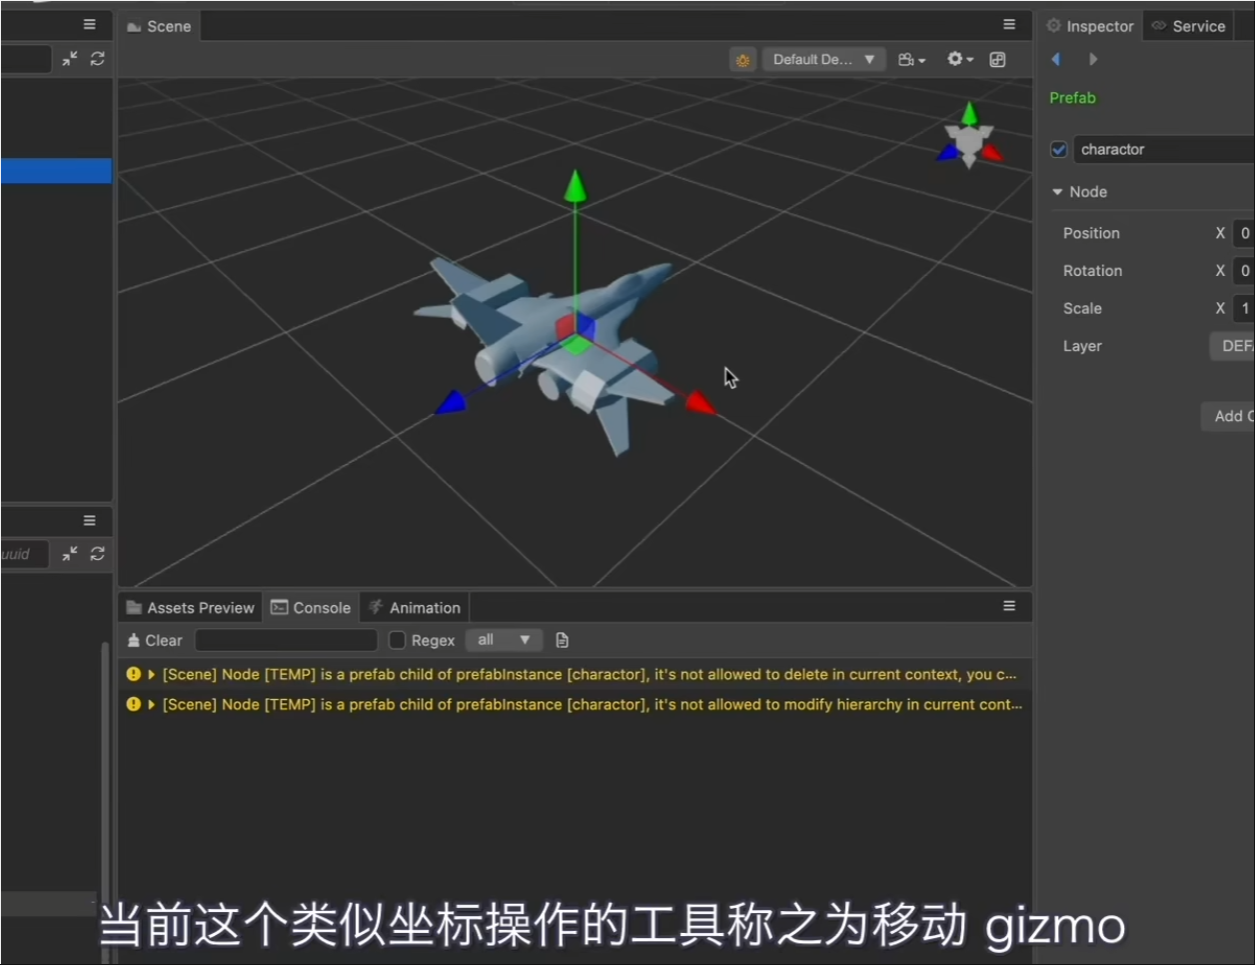 Scene
Inspector
Service
Default De...
Prefab
charactor
Node
Position X 0
Rotation X 0
Scale X 1
Layer
uuid
Assets Preview
Console
Animation
Clear
Regex
all
[Scene] Node [TEMP] is a prefab child of prefabInstance [charactor], it's not allowed to delete in current context, you c...
[Scene] Node [TEMP] is a prefab child of prefabInstance [charactor], it's not allowed to modify hierarchy in current cont...
当前这个类似坐标操作的工具称之为移动 gizmo